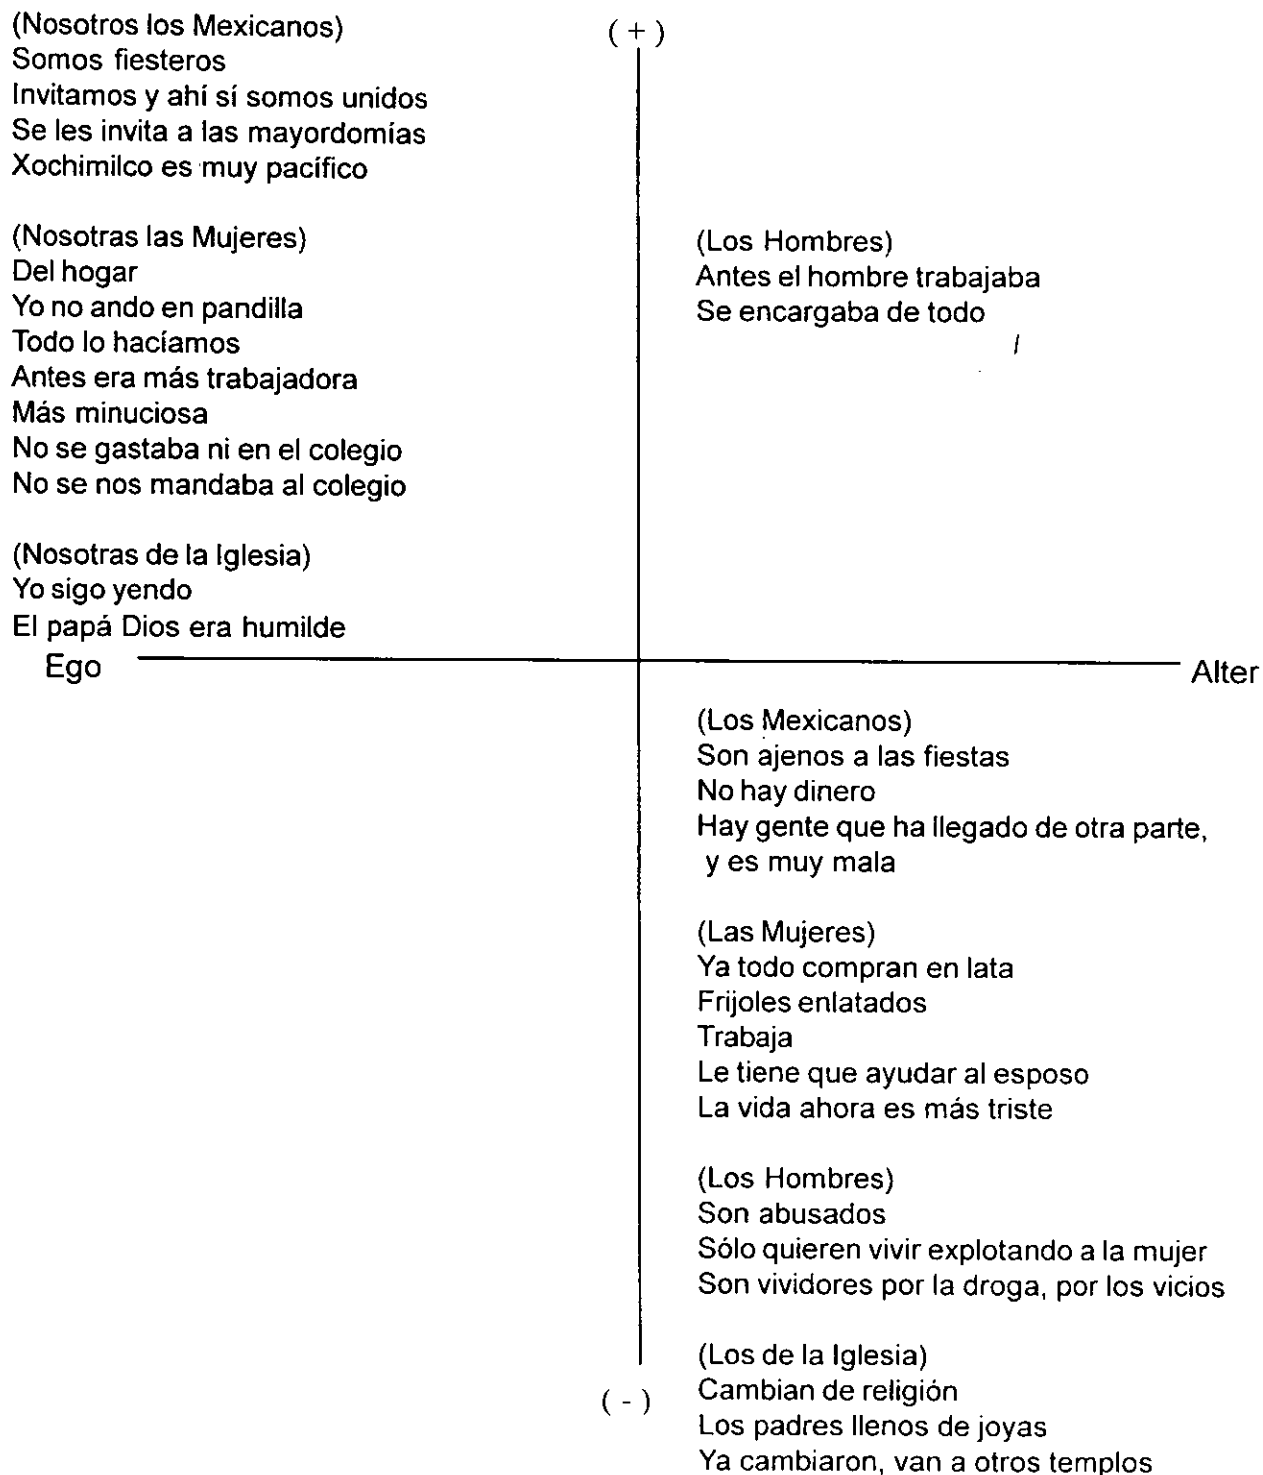 (Nosotros los Mexicanos)
Somos fiesteros
Invitamos y ahí sí somos unidos
Se les invita a las mayordomías
Xochimilco es muy pacífico
(Nosotras las Mujeres)
Del hogar
Yo no ando en pandilla
Todo lo hacíamos
Antes era más trabajadora
Más minuciosa
No se gastaba ni en el colegio
No se nos mandaba al colegio
(Nosotras de la Iglesia)
Yo sigo yendo
El papá Dios era humilde
( + )
(Los Hombres)
Antes el hombre trabajaba
Se encargaba de todo
Ego
Alter
(Los Mexicanos)
Son ajenos a las fiestas
No hay dinero
Hay gente que ha llegado de otra parte,
y es muy mala
(Las Mujeres)
Ya todo compran en lata
Frijoles enlatados
Trabaja
Le tiene que ayudar al esposo
La vida ahora es más triste
(Los Hombres)
Son abusados
Sólo quieren vivir explotando a la mujer
Son vividores por la droga, por los vicios
(Los de la Iglesia)
Cambian de religión
Los padres llenos de joyas
Ya cambiaron, van a otros templos
( - )